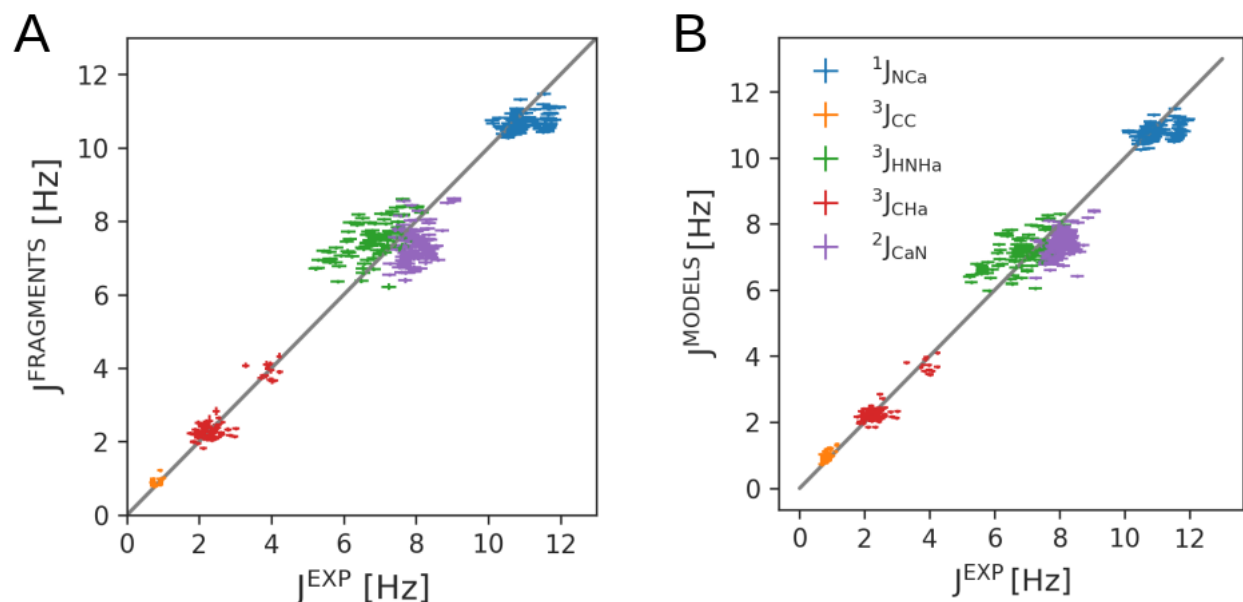 A
J^FRAGMENTS [Hz]
12
10
8
6
4
2
0
0 2 4 6 8 10 12
J^EXP [Hz]
B
J^MODELS [Hz]
12
10
8
6
4
2
0
¹J_NCa
³J_CC
³J_HNHa
³J_CHa
²J_CaN
0 2 4 6 8 10 12
J^EXP [Hz]